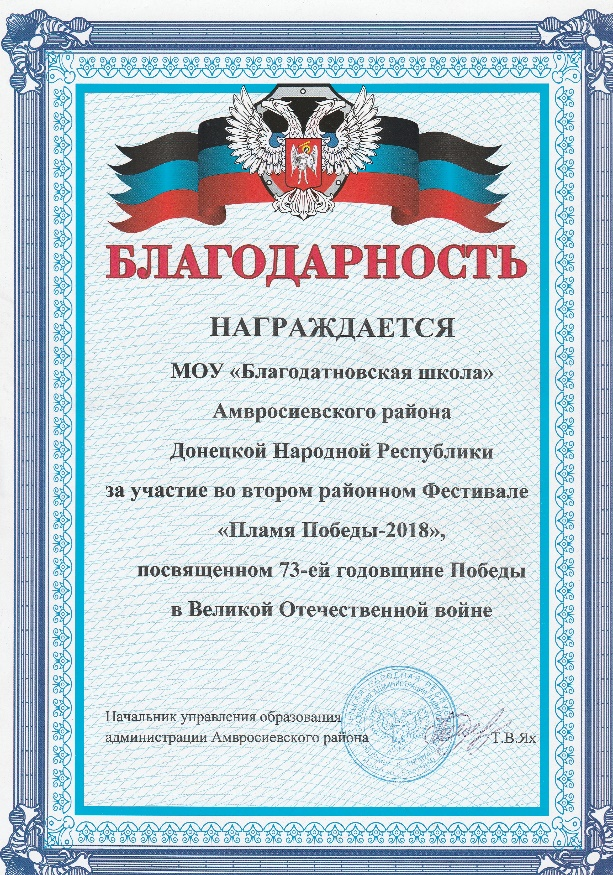 БЛАГОДАРНОСТЬ
НАГРАЖДАЕТСЯ
МОУ «Благодатновская школа»
Амвросиевского района
Донецкой Народной Республики
за участие во втором районном Фестивале
«Пламя Победы-2018»,
посвященном 73-ей годовщине Победы
в Великой Отечественной войне
Начальник управления образования
администрации Амвросиевского района
Т.В.Ях